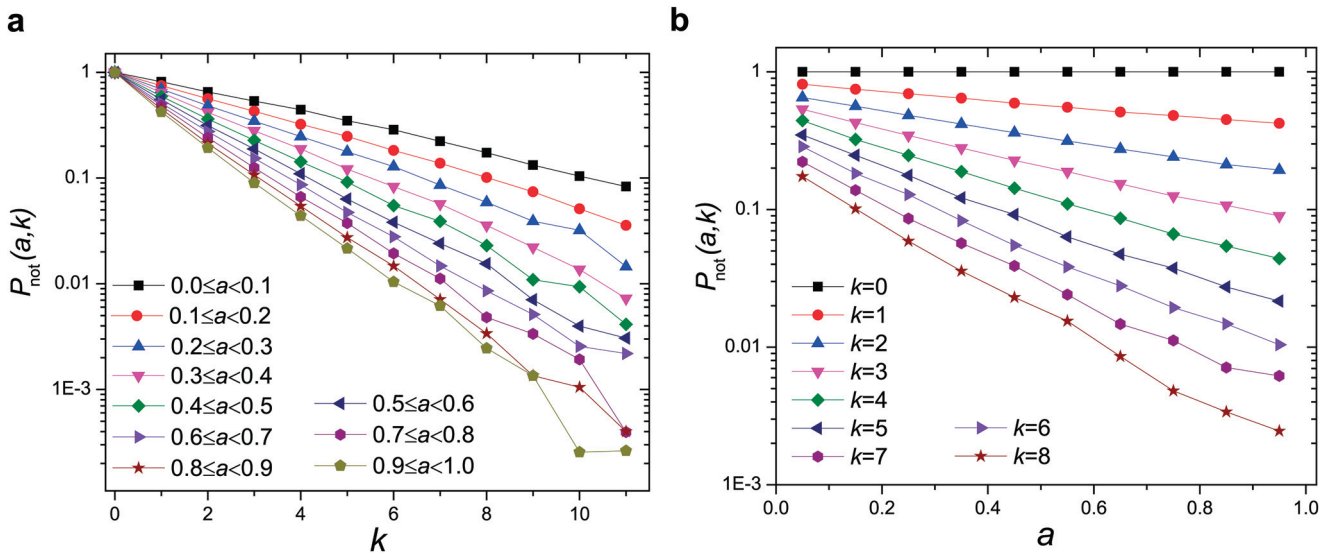 a
P_not(a,k)
1
0.1
0.01
1E-3
0.0≤a<0.1
0.1≤a<0.2
0.2≤a<0.3
0.3≤a<0.4
0.4≤a<0.5
0.6≤a<0.7
0.8≤a<0.9
0.5≤a<0.6
0.7≤a<0.8
0.9≤a<1.0
0 2 4 6 8 10
k
b
P_not(a,k)
1
0.1
0.01
1E-3
k=0
k=1
k=2
k=3
k=4
k=5
k=7
k=6
k=8
0.0 0.2 0.4 0.6 0.8 1.0
a